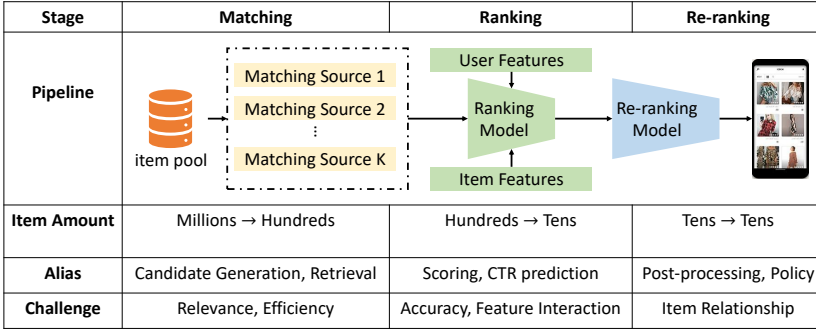 Stage Matching Ranking Re-ranking
Pipeline
item pool
Matching Source 1
Matching Source 2
⋮
Matching Source K
User Features
Ranking
Model
Item Features
Re-ranking
Model
Item Amount Millions → Hundreds Hundreds → Tens Tens → Tens
Alias Candidate Generation, Retrieval Scoring, CTR prediction Post-processing, Policy
Challenge Relevance, Efficiency Accuracy, Feature Interaction Item Relationship